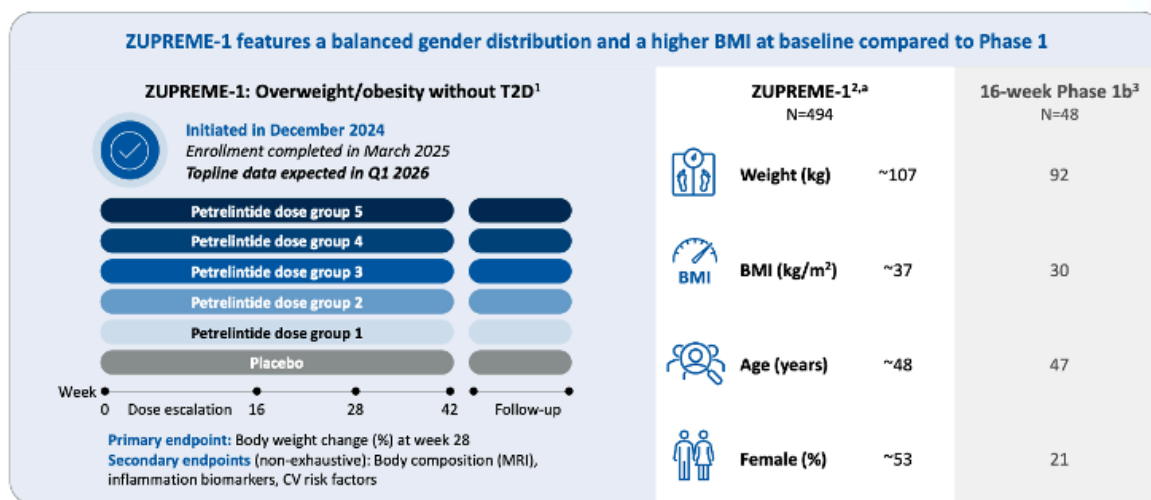 ZUPREME-1 features a balanced gender distribution and a higher BMI at baseline compared to Phase 1
ZUPREME-1: Overweight/obesity without T2D¹
Initiated in December 2024
Enrollment completed in March 2025
Topline data expected in Q1 2026
Petrelintide dose group 5
Petrelintide dose group 4
Petrelintide dose group 3
Petrelintide dose group 2
Petrelintide dose group 1
Placebo
Week
0 Dose escalation 16 28 42 Follow-up
Primary endpoint: Body weight change (%) at week 28
Secondary endpoints (non-exhaustive): Body composition (MRI),
inflammation biomarkers, CV risk factors
ZUPREME-1²,ᵃ 16-week Phase 1b³
N=494 N=48
Weight (kg) ~107 92
BMI BMI (kg/m²) ~37 30
Age (years) ~48 47
Female (%) ~53 21